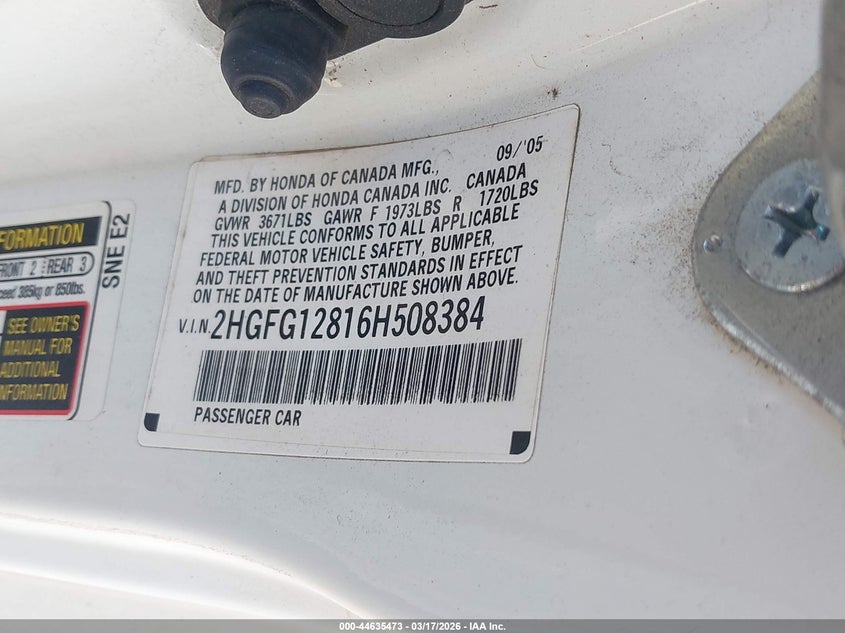 09/'05
MFD. BY HONDA OF CANADA MFG.,
A DIVISION OF HONDA CANADA INC. CANADA
GVWR 3671LBS GAWR F 1973LBS R 1720LBS
THIS VEHICLE CONFORMS TO ALL APPLICABLE
FEDERAL MOTOR VEHICLE SAFETY, BUMPER,
AND THEFT PREVENTION STANDARDS IN EFFECT
ON THE DATE OF MANUFACTURE SHOWN ABOVE.
V.I.N. 2HGFG12816H508384
PASSENGER CAR
FRONT 2 REAR 3
385kg or 850lbs.
SNE E2
SEE OWNER'S
MANUAL FOR
ADDITIONAL
000-44635473 — 03/17/2026 — IAA Inc.